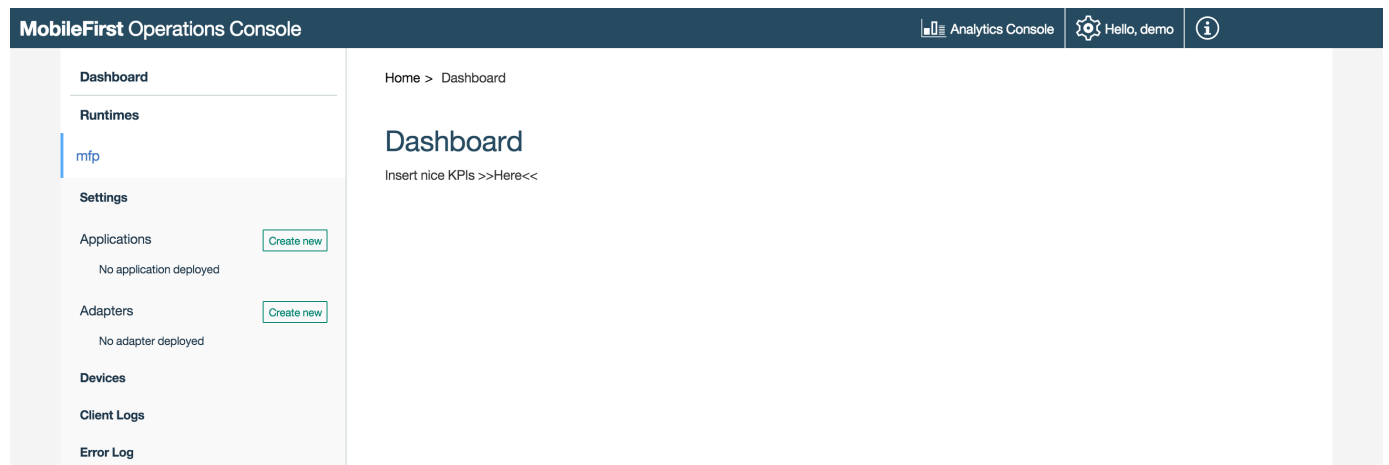 MobileFirst Operations Console
Analytics Console
Hello, demo
Dashboard
Runtimes
mfp
Settings
Applications Create new
No application deployed
Adapters Create new
No adapter deployed
Devices
Client Logs
Error Log
Home > Dashboard
Dashboard
Insert nice KPIs >>Here<<